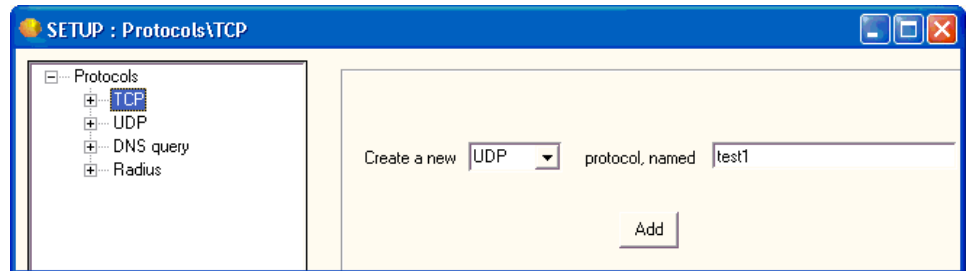 SETUP : Protocols\TCP
Protocols
TCP
UDP
DNS query
Radius
Create a new UDP protocol, named test1
Add